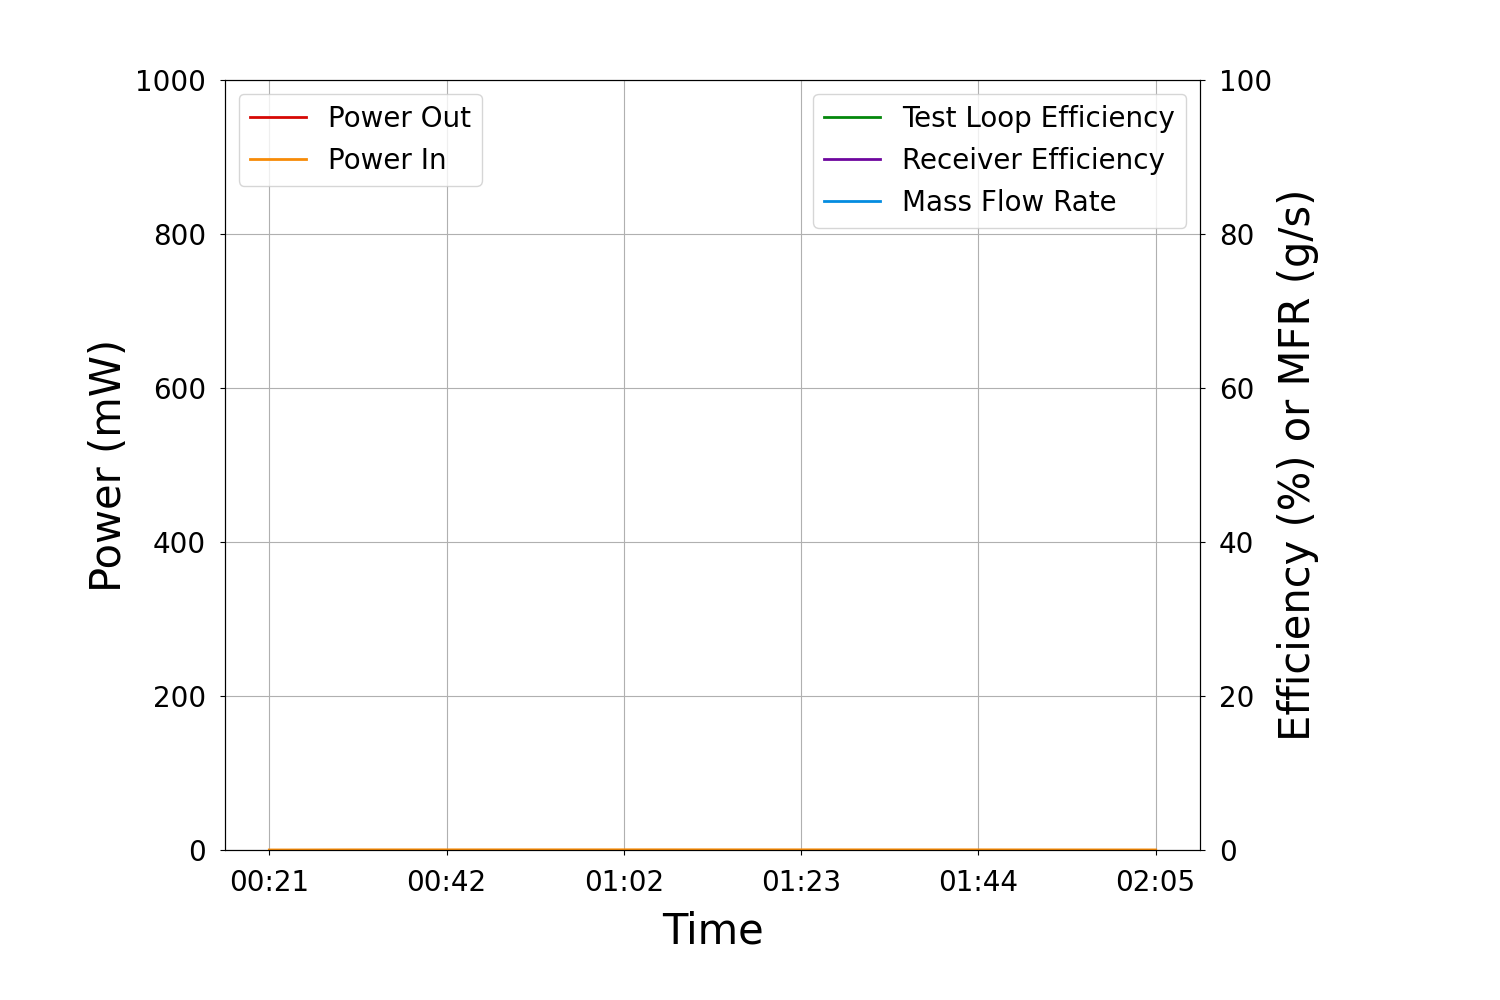 1000
800
600
400
200
0
Power (mW)
Power Out
Power In
Test Loop Efficiency
Receiver Efficiency
Mass Flow Rate
100
80
60
40
20
0
Efficiency (%) or MFR (g/s)
00:21 00:42 01:02 01:23 01:44 02:05
Time